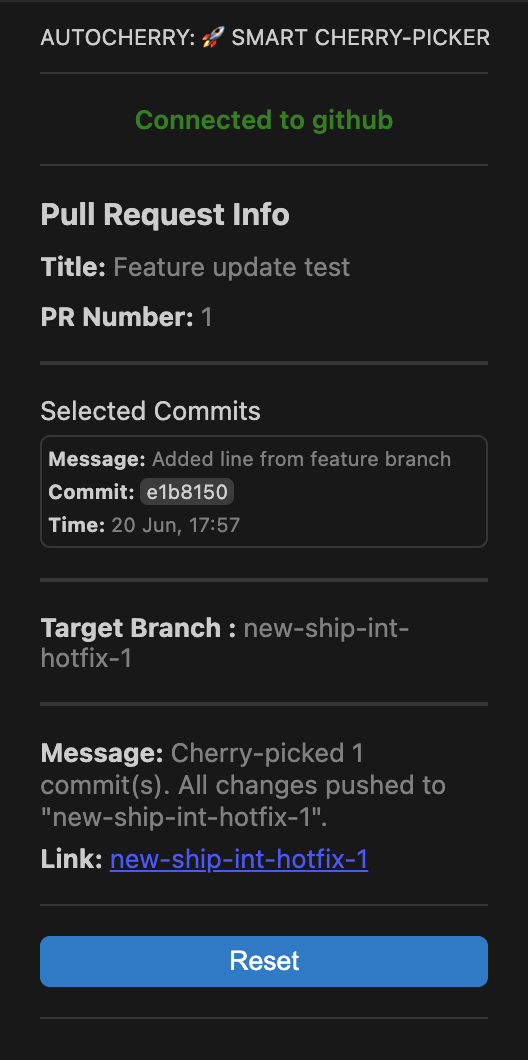 AUTOCHERRY: 🚀 SMART CHERRY-PICKER
Connected to github
Pull Request Info
Title: Feature update test
PR Number: 1
Selected Commits
Message: Added line from feature branch
Commit: e1b8150
Time: 20 Jun, 17:57
Target Branch : new-ship-int-
hotfix-1
Message: Cherry-picked 1
commit(s). All changes pushed to
"new-ship-int-hotfix-1".
Link: new-ship-int-hotfix-1
Reset